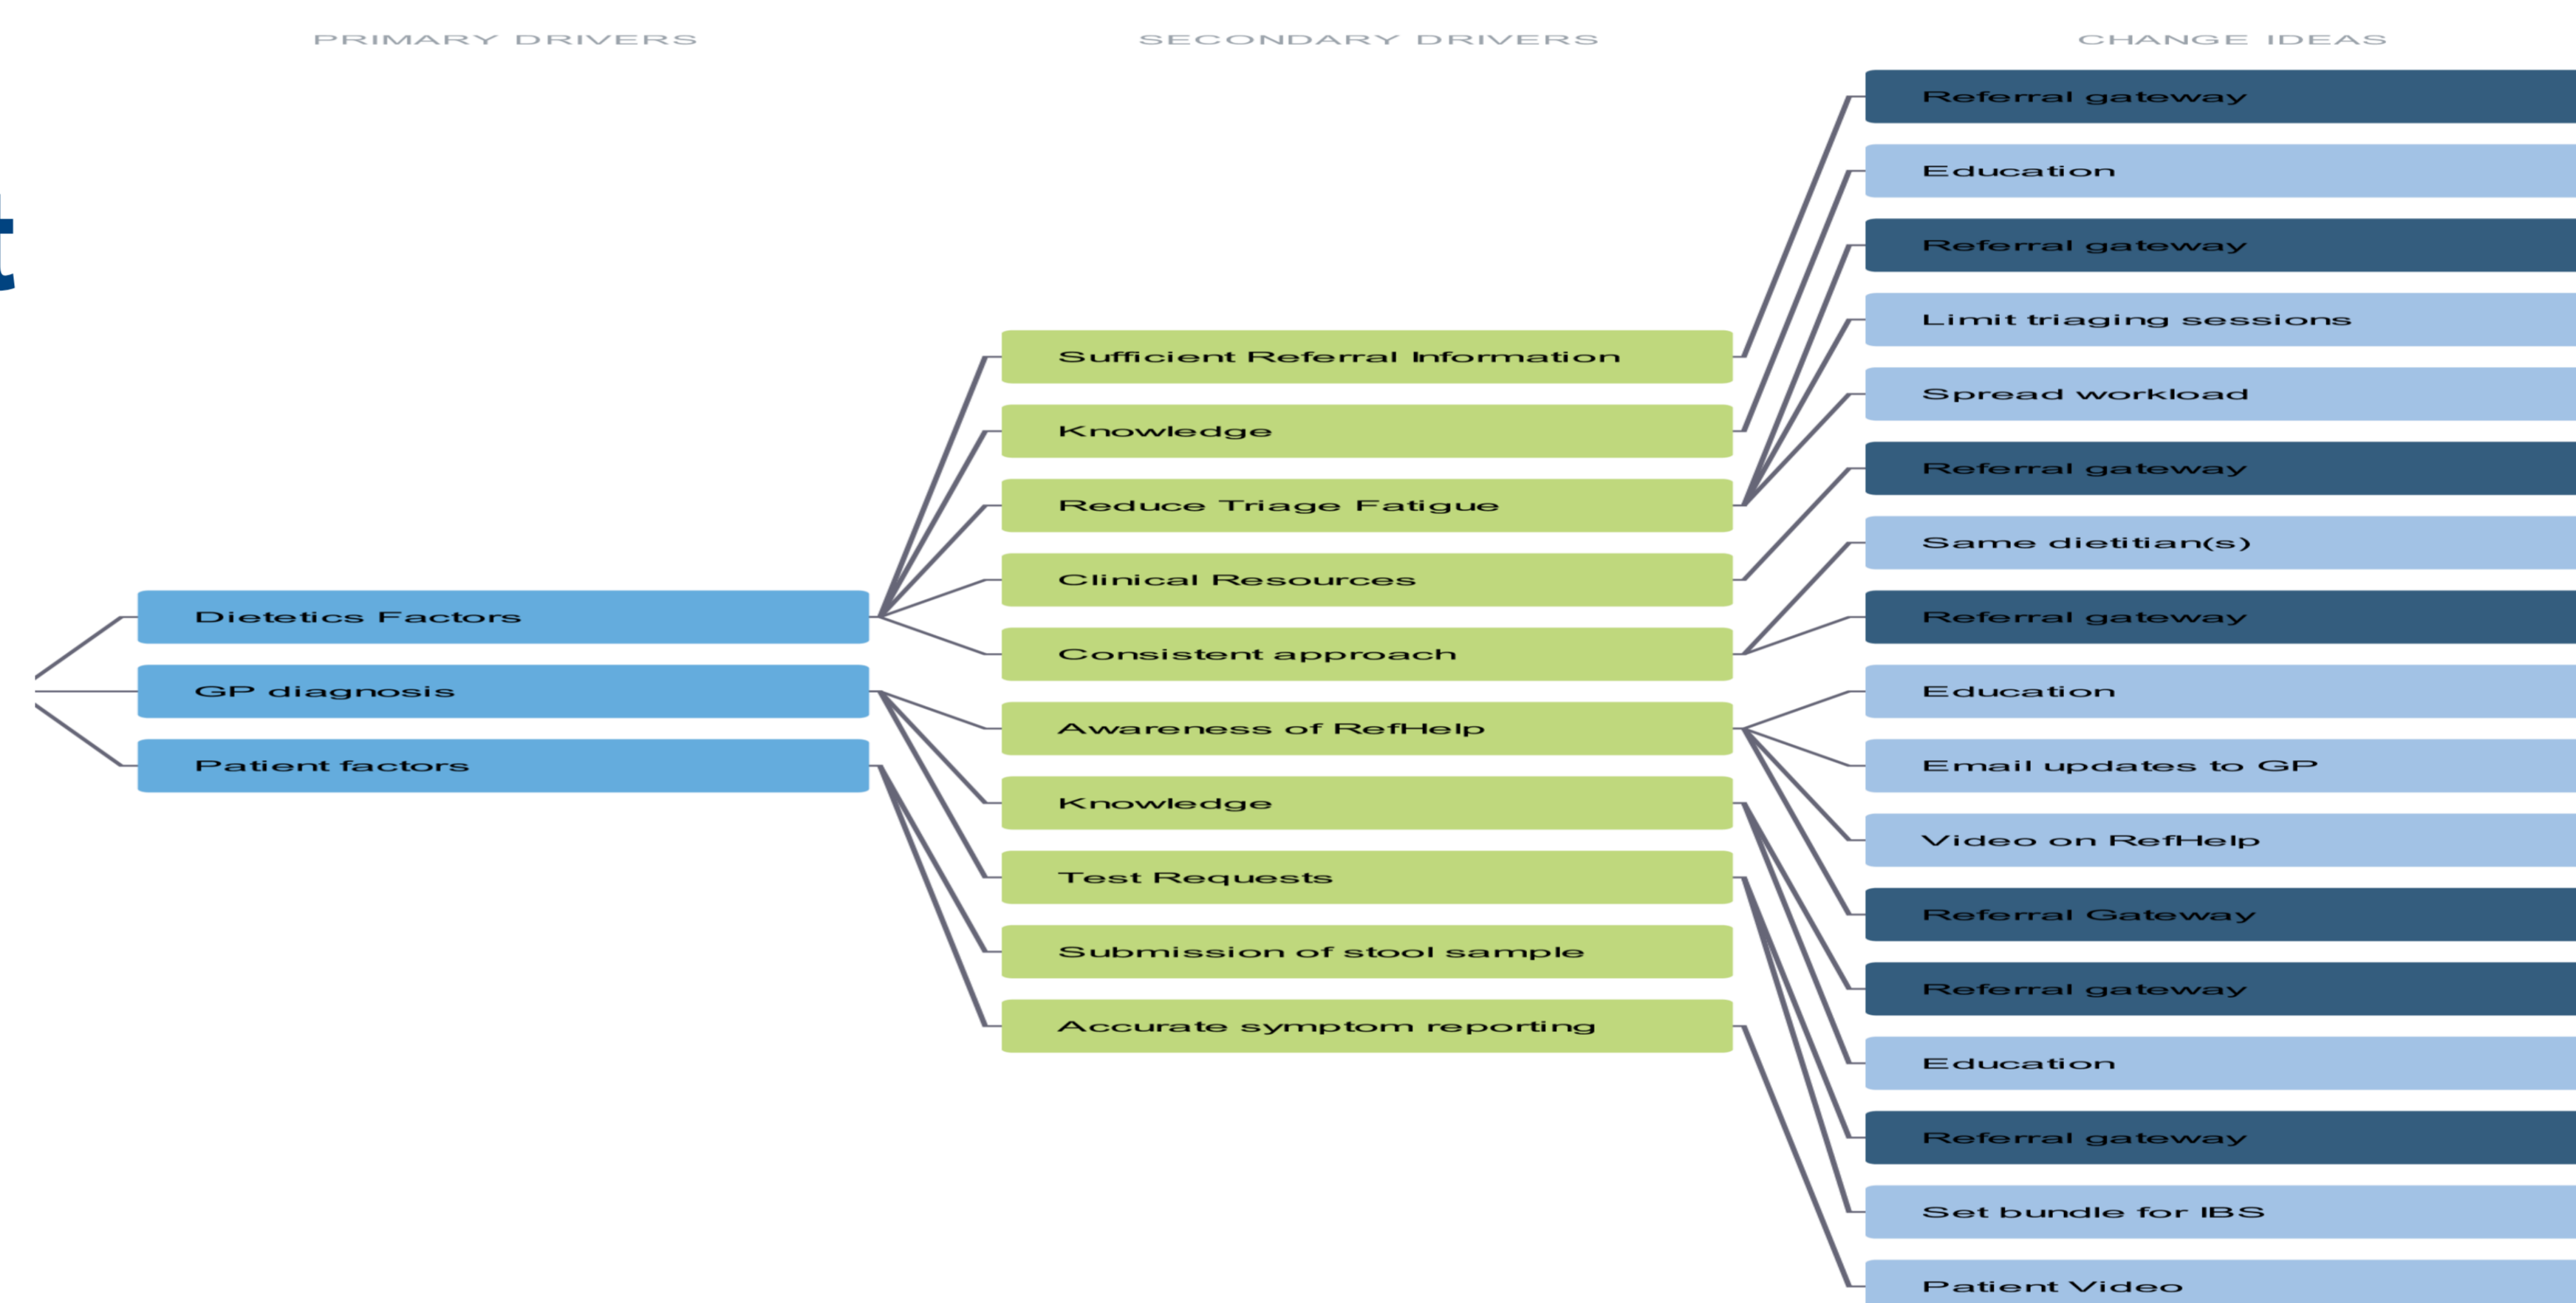 PRIMARY DRIVERS
SECONDARY DRIVERS
CHANGE IDEAS
t
Dietetics Factors
GP diagnosis
Patient factors
Sufficient Referral Information
Knowledge
Reduce Triage Fatigue
Clinical Resources
Consistent approach
Awareness of RefHelp
Knowledge
Test Requests
Submission of stool sample
Accurate symptom reporting
Referral gateway
Education
Referral gateway
Limit triaging sessions
Spread workload
Referral gateway
Same dietitian(s)
Referral gateway
Education
Email updates to GP
Video on RefHelp
Referral Gateway
Referral gateway
Education
Referral gateway
Set bundle for IBS
Patient Video